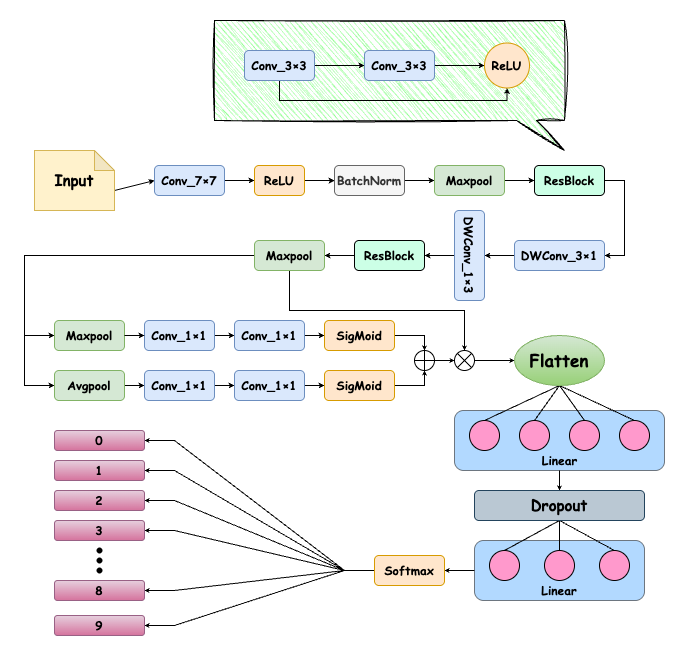 Conv_3×3
Conv_3×3
ReLU
Input
Conv_7×7
ReLU
BatchNorm
Maxpool
ResBlock
Maxpool
ResBlock
DWConv_1×3
DWConv_3×1
Maxpool
Conv_1×1
Conv_1×1
SigMoid
Flatten
Avgpool
Conv_1×1
Conv_1×1
SigMoid
Linear
0
1
2
3
8
9
Dropout
Softmax
Linear